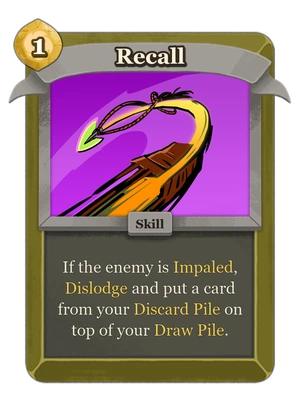 1
Recall
Skill
If the enemy is Impaled,
Dislodge and put a card
from your Discard Pile on
top of your Draw Pile.